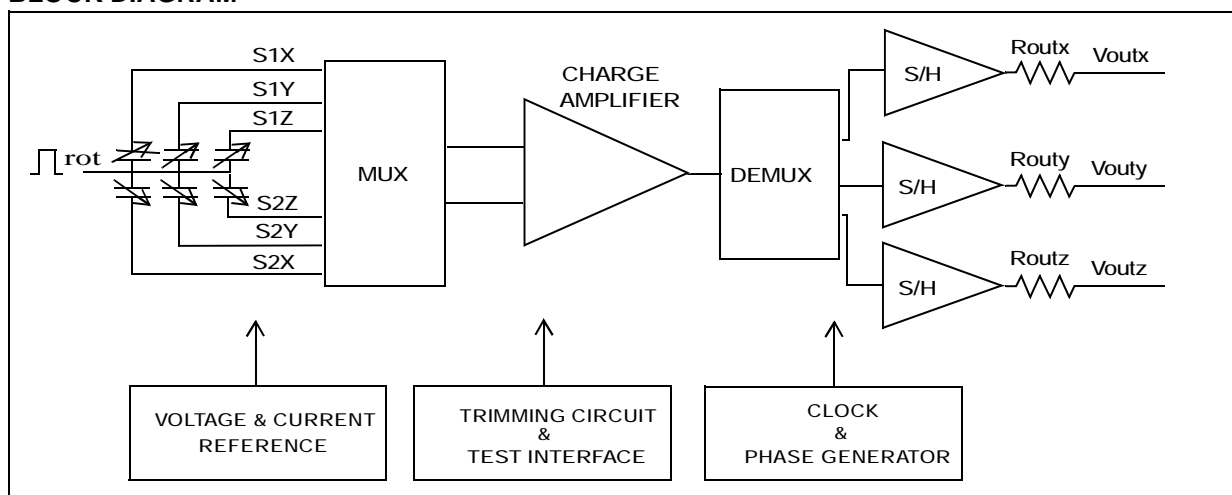 BLOCK DIAGRAM
S1X
S1Y
S1Z
rot
S2Z
S2Y
S2X
MUX
CHARGE
AMPLIFIER
DEMUX
S/H
Routx
Voutx
S/H
Routy
Vouty
S/H
Routz
Voutz
VOLTAGE & CURRENT
REFERENCE
TRIMMING CIRCUIT
&
TEST INTERFACE
CLOCK
&
PHASE GENERATOR